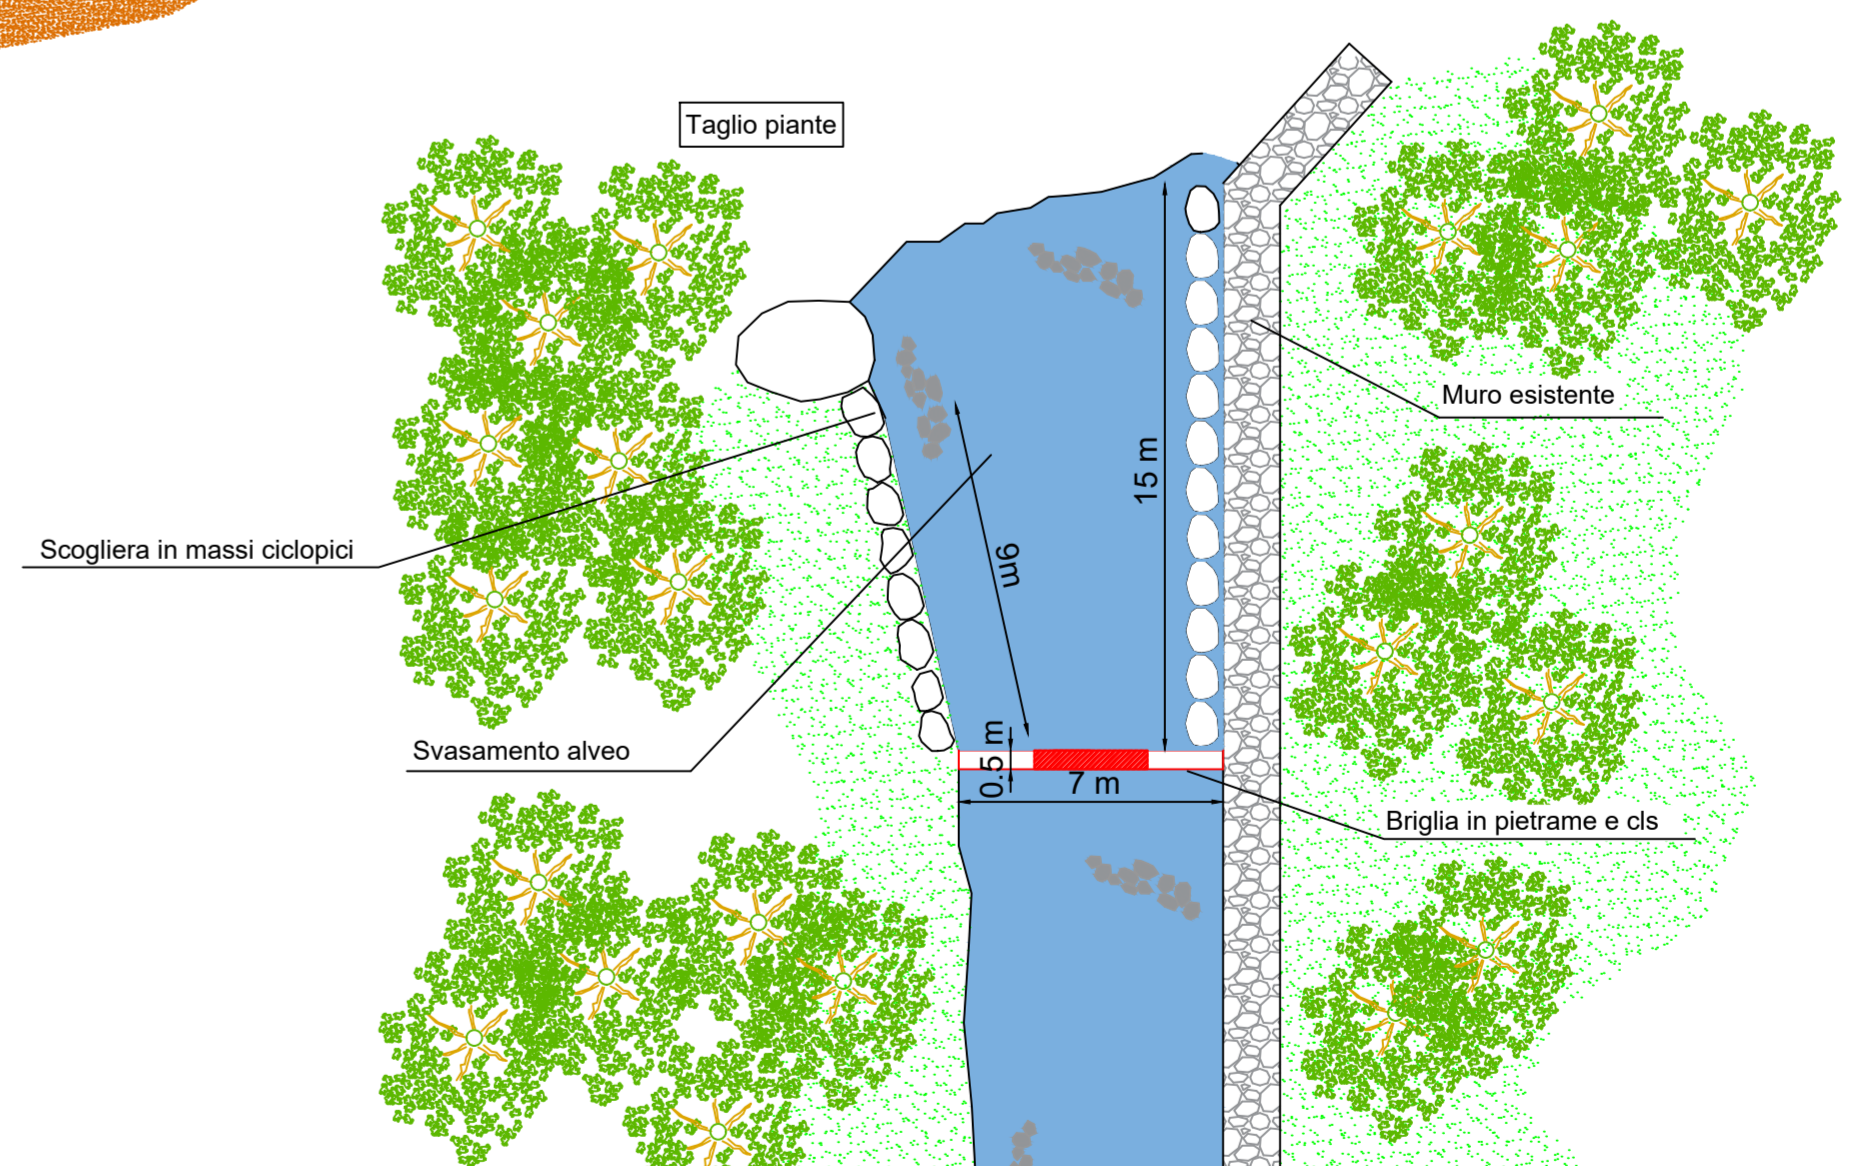 Taglio piante
Muro esistente
15 m
Scogliera in massi ciclopici
9m
Svasamento alveo
0.5 m
7 m
Briglia in pietrame e cls